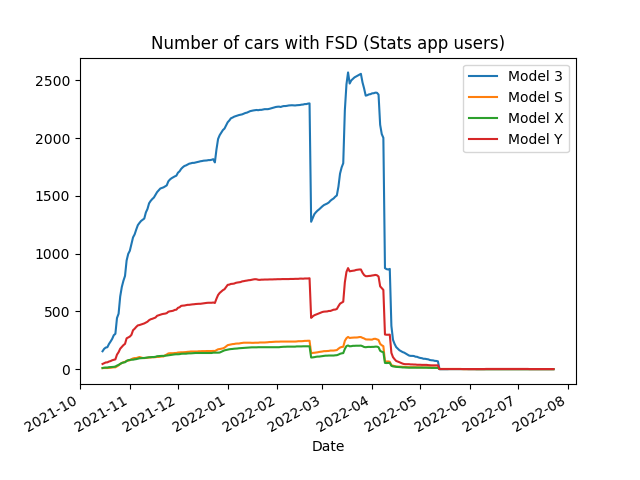 Number of cars with FSD (Stats app users)
Model 3
Model S
Model X
Model Y
2500
2000
1500
1000
500
0
2021-10
2021-11
2021-12
2022-01
2022-02
2022-03
2022-04
2022-05
2022-06
2022-07
2022-08
Date